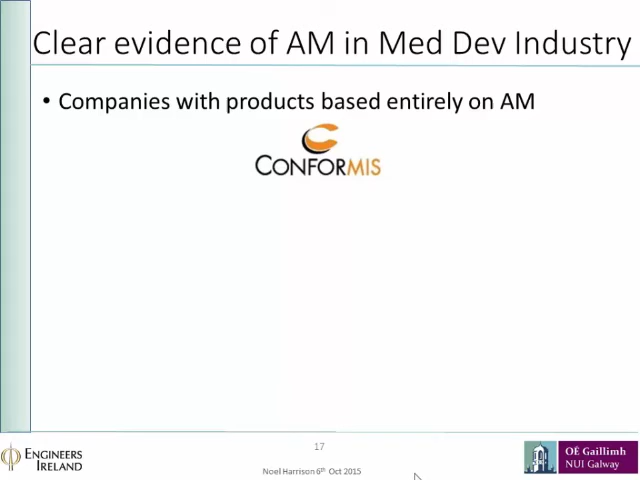 Clear evidence of AM in Med Dev Industry
• Companies with products based entirely on AM
CONFORMIS
17
ENGINEERS
IRELAND
Noel Harrison 6th Oct 2015
OÉ Gaillimh
NUI Galway